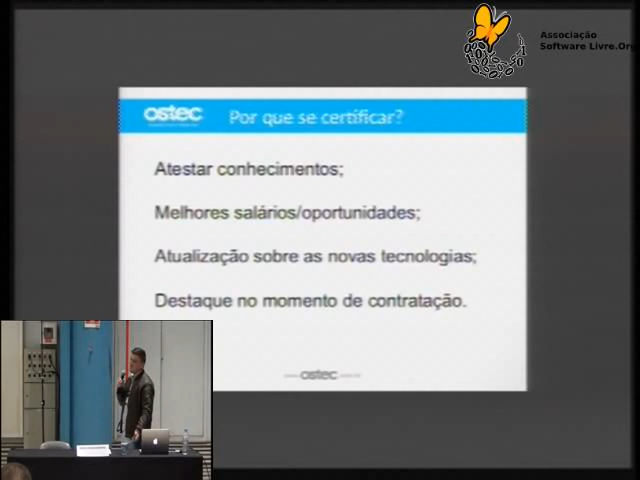 Associação
Software Livre.Or
ostec
Por que se certificar?
Atestar conhecimentos;
Melhores salários/oportunidades;
Atualização sobre as novas tecnologias;
Destaque no momento de contratação.
ostec